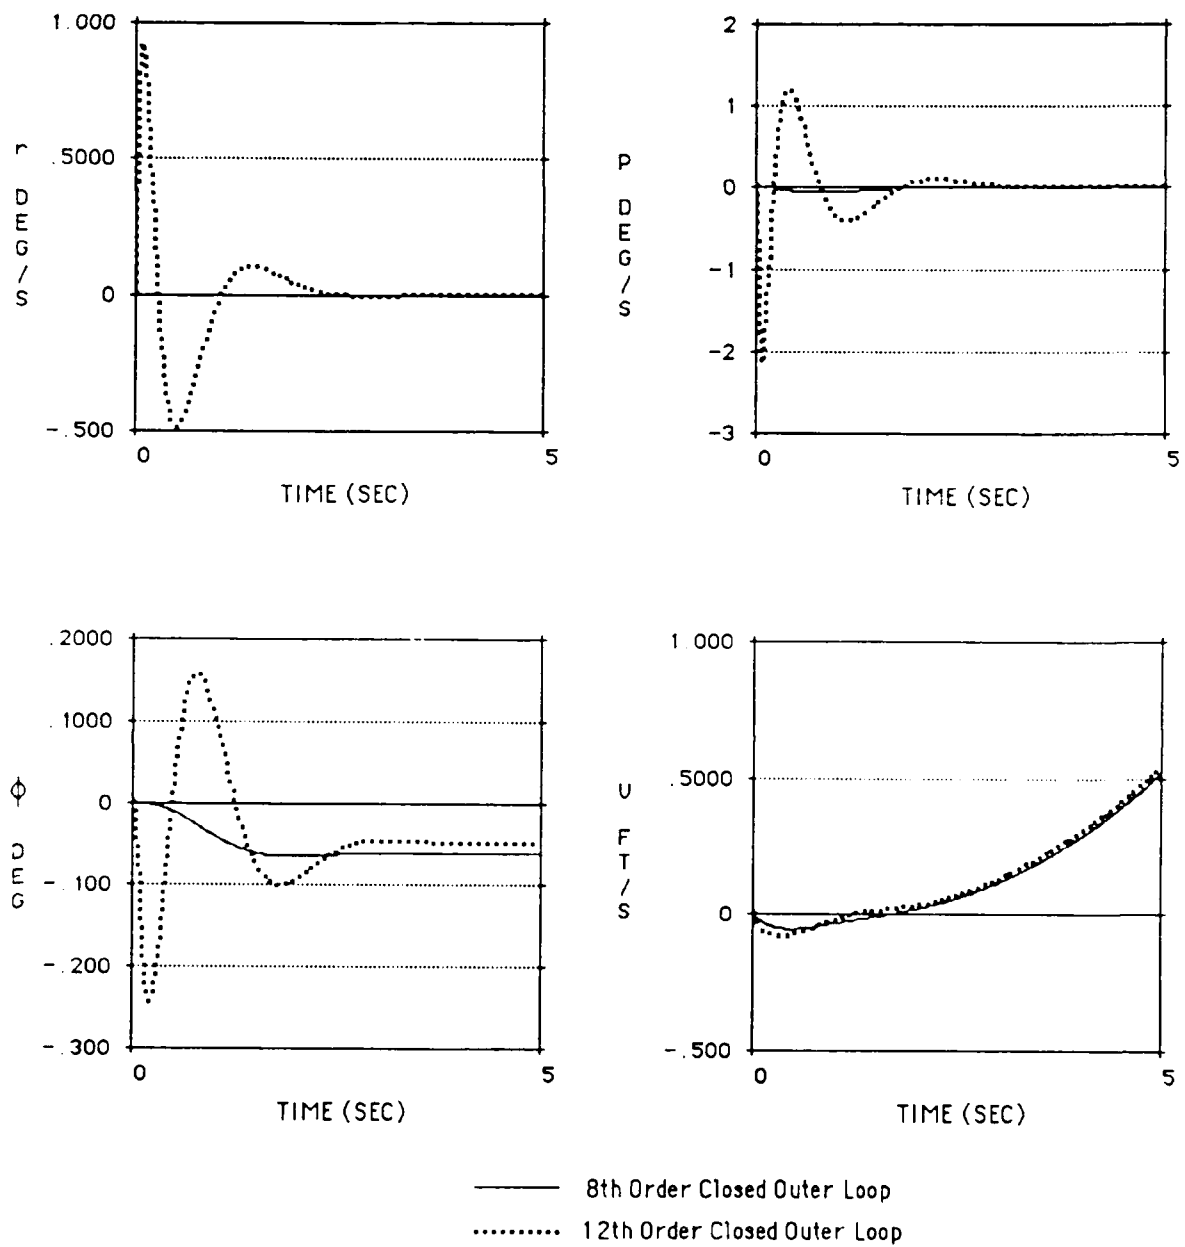 1.000
.5000
0
-.500
r DEG/S
0 5
TIME (SEC)
2
1
0
-1
-2
-3
P DEG/S
0 5
TIME (SEC)
.2000
.1000
0
-.100
-.200
-.300
ϕ DEG
0 5
TIME (SEC)
1.000
.5000
0
-.500
U FT/S
0 5
TIME (SEC)
8th Order Closed Outer Loop
12th Order Closed Outer Loop